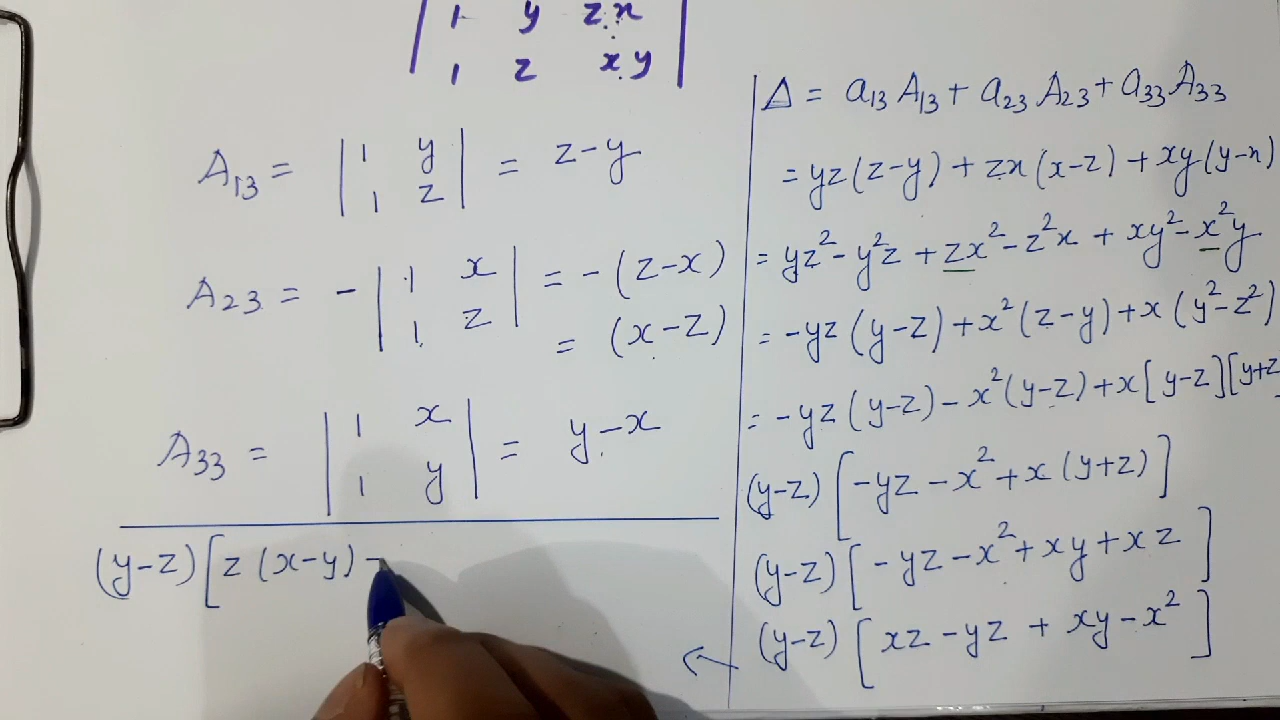 1 y zx
1 z xy
A₁₃ = | 1 y | = z-y
| 1 z |
A₂₃ = - | 1 x | = -(z-x)
| 1 z | = (x-z)
A₃₃ = | 1 x | = y-x
| 1 y |
(y-z)[z(x-y) -
Δ = a₁₃ A₁₃ + a₂₃ A₂₃ + a₃₃ A₃₃
= yz(z-y) + zx(x-z) + xy(y-x)
= yz² - y²z + zx² - z²x + xy² - x²y
= -yz(y-z) + x²(z-y) + x(y²-z²)
= -yz(y-z) - x²(y-z) + x[y-z][y+z]
(y-z)[-yz - x² + x(y+z)]
(y-z)[-yz - x² + xy + xz]
(y-z)[xz - yz + xy - x²]